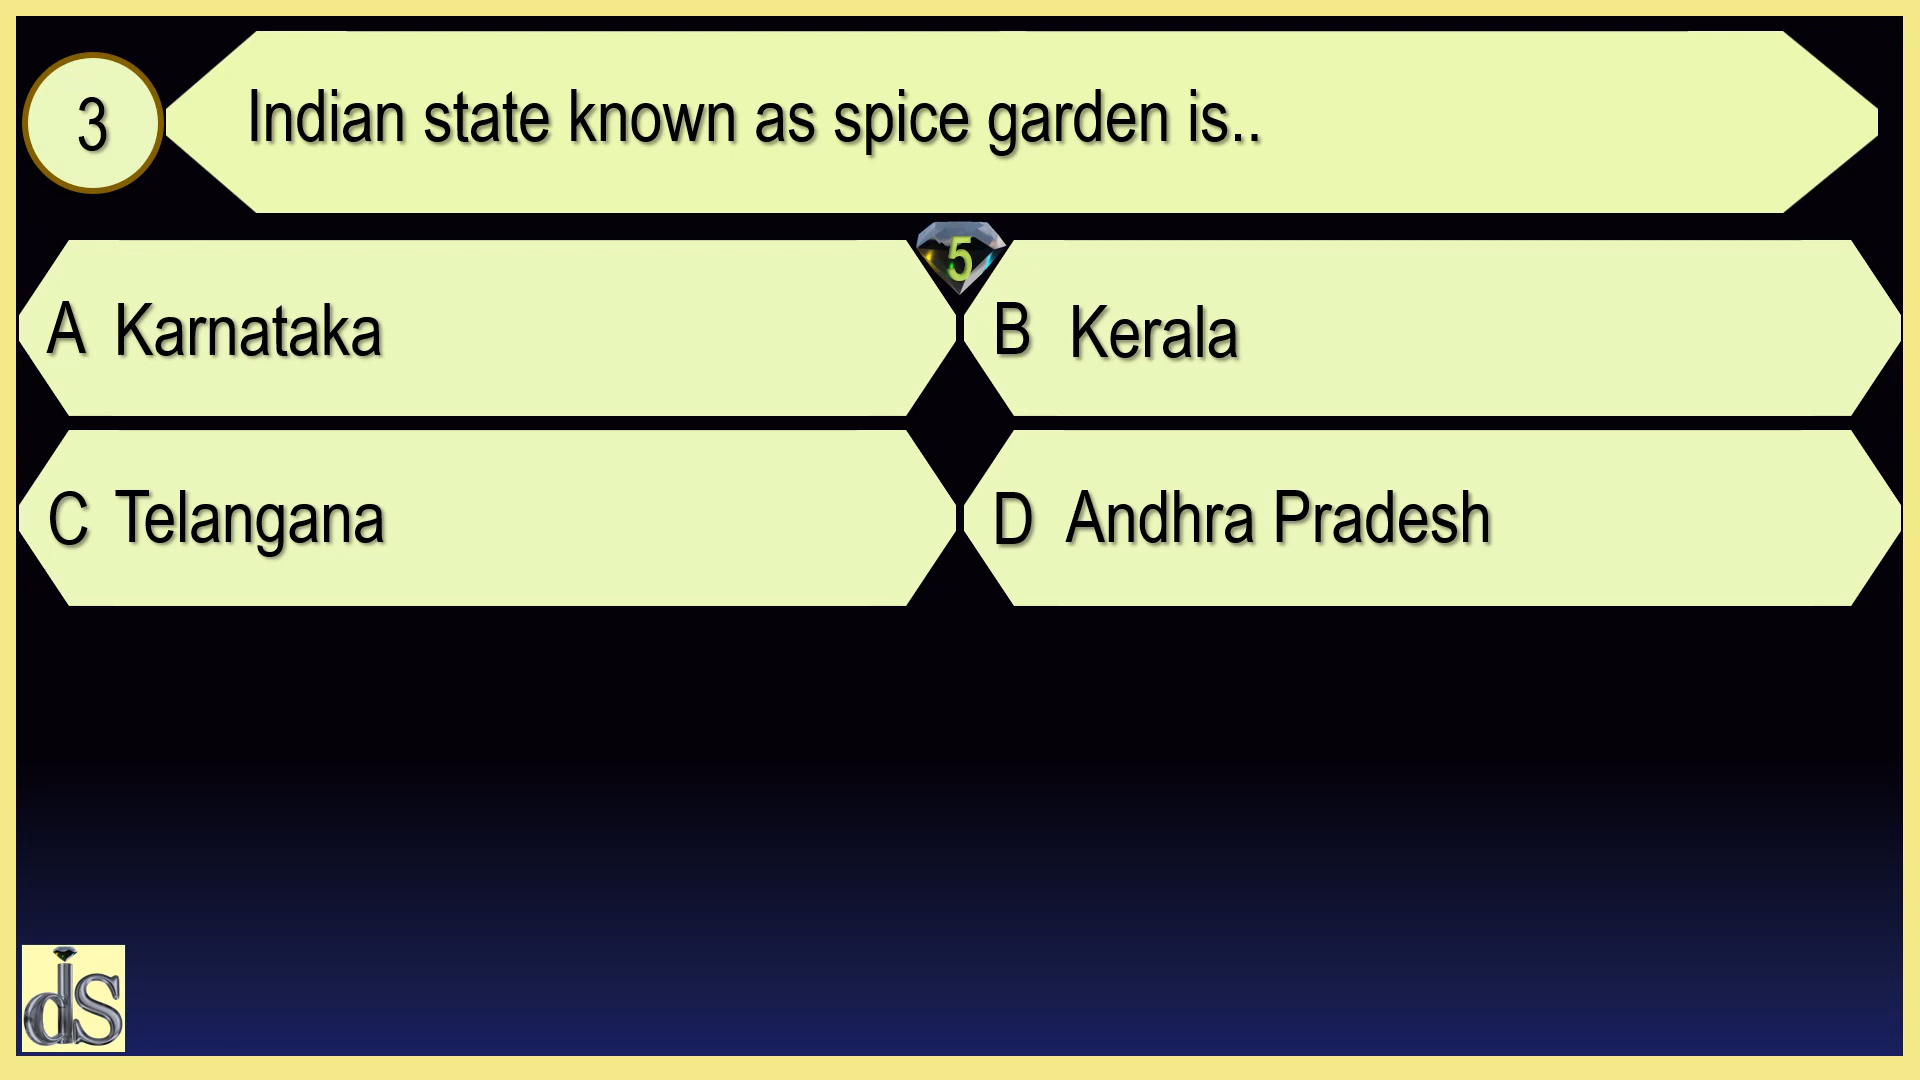 3
Indian state known as spice garden is..
5
A Karnataka
B Kerala
C Telangana
D Andhra Pradesh
ds